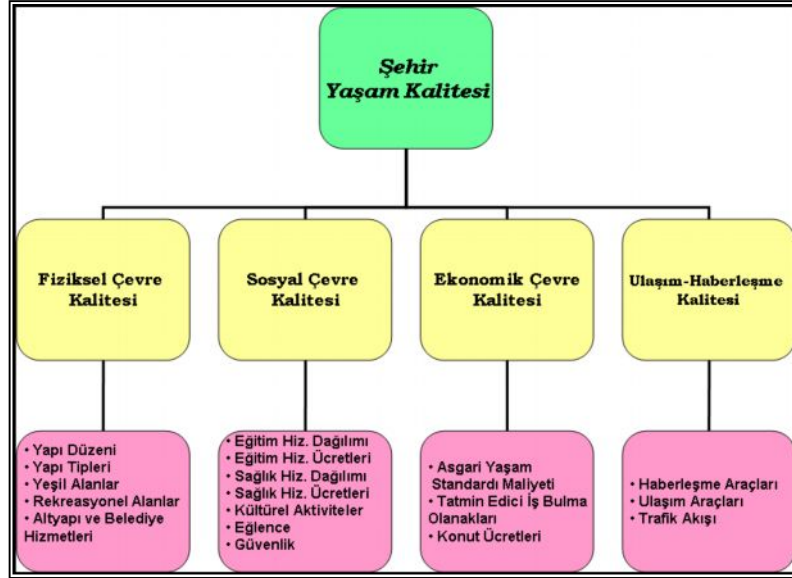 Şehir
Yaşam Kalitesi
Fiziksel Çevre
Kalitesi
Sosyal Çevre
Kalitesi
Ekonomik Çevre
Kalitesi
Ulaşım-Haberleşme
Kalitesi
• Yapı Düzeni
• Yapı Tipleri
• Yeşil Alanlar
• Rekreasyonel Alanlar
• Altyapı ve Belediye
Hizmetleri
• Eğitim Hiz. Dağılımı
• Eğitim Hiz. Ücretleri
• Sağlık Hiz. Dağılımı
• Sağlık Hiz. Ücretleri
• Kültürel Aktiviteler
• Eğlence
• Güvenlik
• Asgari Yaşam
Standardı Maliyeti
• Tatmin Edici İş Bulma
Olanakları
• Konut Ücretleri
• Haberleşme Araçları
• Ulaşım Araçları
• Trafik Akışı